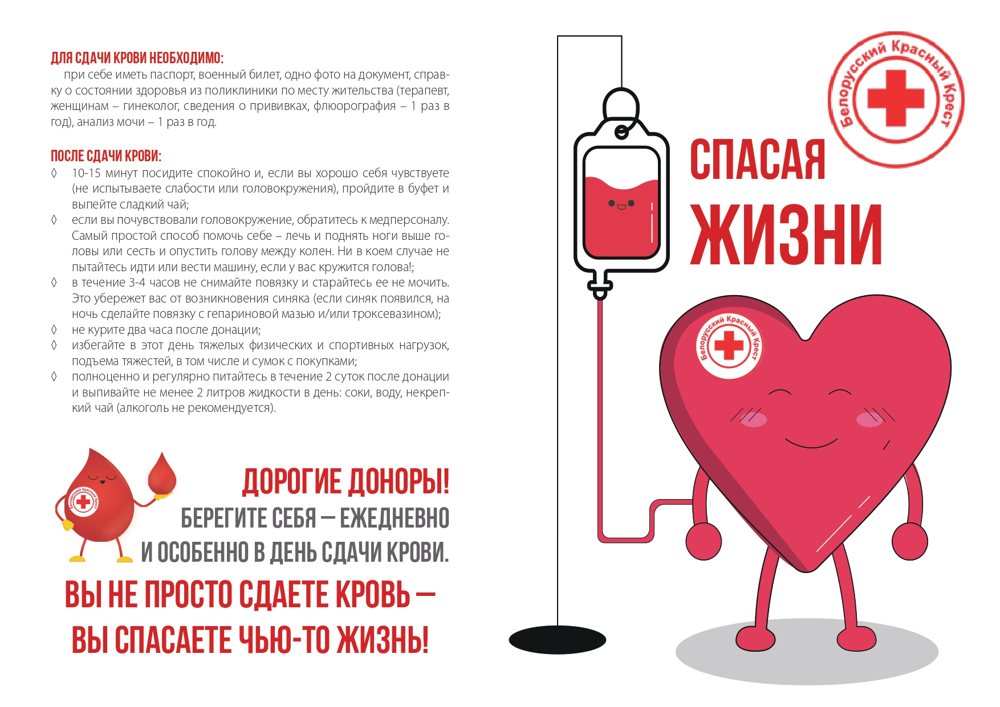 ДЛЯ СДАЧИ КРОВИ НЕОБХОДИМО:
при себе иметь паспорт, военный билет, одно фото на документ, справ-
ку о состоянии здоровья из поликлиники по месту жительства (терапевт,
женщинам – гинеколог, сведения о прививках, флюорография – 1 раз в
год), анализ мочи – 1 раз в год.
ПОСЛЕ СДАЧИ КРОВИ:
◊ 10-15 минут посидите спокойно и, если вы хорошо себя чувствуете
(не испытываете слабости или головокружения), пройдите в буфет и
выпейте сладкий чай;
◊ если вы почувствовали головокружение, обратитесь к медперсоналу.
Самый простой способ помочь себе – лечь и поднять ноги выше го-
ловы или сесть и опустить голову между колен. Ни в коем случае не
пытайтесь идти или вести машину, если у вас кружится голова!;
◊ в течение 3-4 часов не снимайте повязку и старайтесь ее не мочить.
Это убережет вас от возникновения синяка (если синяк появился, на
ночь сделайте повязку с гепариновой мазью и/или троксевазином);
◊ не курите два часа после донации;
◊ избегайте в этот день тяжелых физических и спортивных нагрузок,
подъема тяжестей, в том числе и сумок с покупками;
◊ полноценно и регулярно питайтесь в течение 2 суток после донации
и выпивайте не менее 2 литров жидкости в день: соки, воду, некреп-
кий чай (алкоголь не рекомендуется).
Белорусский Красный Крест
ДОРОГИЕ ДОНОРЫ!
БЕРЕГИТЕ СЕБЯ – ЕЖЕДНЕВНО
И ОСОБЕННО В ДЕНЬ СДАЧИ КРОВИ.
ВЫ НЕ ПРОСТО СДАЕТЕ КРОВЬ –
ВЫ СПАСАЕТЕ ЧЬЮ-ТО ЖИЗНЬ!
Белорусский Красный Крест
СПАСАЯ
ЖИЗНИ
Белорусский Красный Крест